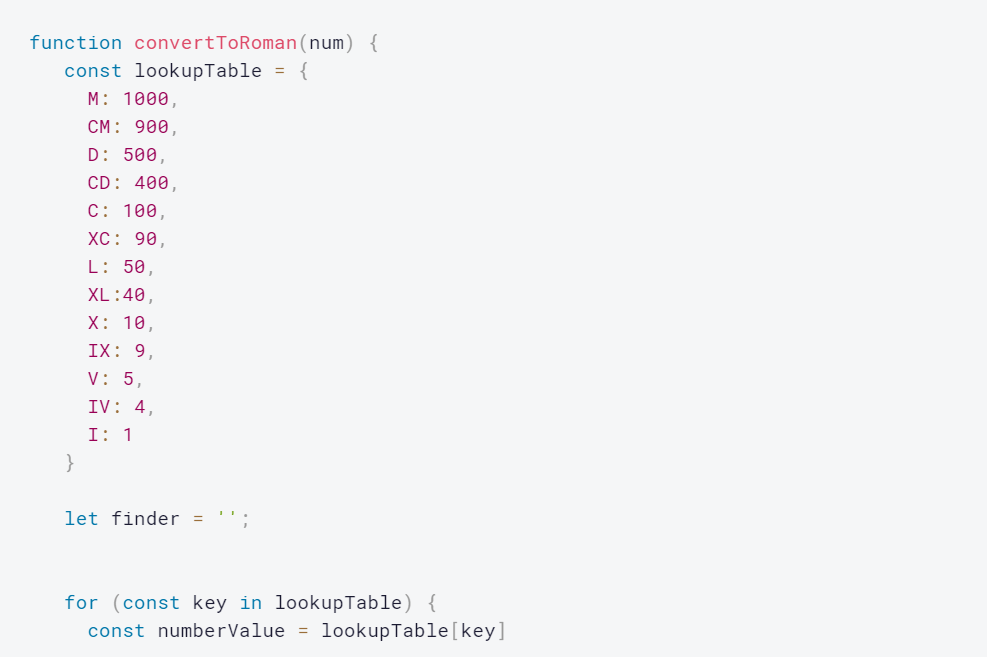 function convertToRoman(num) {
const lookupTable = {
M: 1000,
CM: 900,
D: 500,
CD: 400,
C: 100,
XC: 90,
L: 50,
XL:40,
X: 10,
IX: 9,
V: 5,
IV: 4,
I: 1
}
let finder = '';
for (const key in lookupTable) {
const numberValue = lookupTable[key]